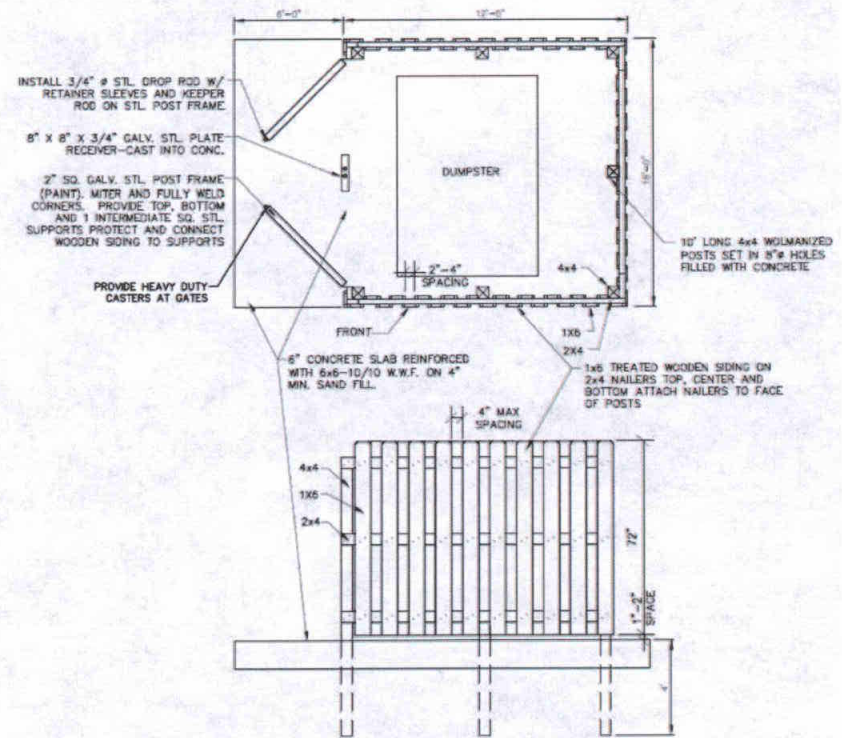 6'-0"
12'-0"
INSTALL 3/4" ø STL. DROP ROD W/
RETAINER SLEEVES AND KEEPER
ROD ON STL POST FRAME
8" X 8" X 3/4" GALV. STL. PLATE
RECEIVER-CAST INTO CONC.
2" SQ. GALV. STL. POST FRAME
(PAINT). MITER AND FULLY WELD
CORNERS. PROVIDE TOP, BOTTOM
AND 1 INTERMEDIATE SQ. STL.
SUPPORTS PROTECT AND CONNECT
WOODEN SIDING TO SUPPORTS
PROVIDE HEAVY DUTY
CASTERS AT GATES
DUMPSTER
10' LONG 4x4 WOLMANIZED
POSTS SET IN 8"ø HOLES
FILLED WITH CONCRETE
2"-4"
SPACING
4x4
FRONT
1X6
2X4
6" CONCRETE SLAB REINFORCED
WITH 6x6-10/10 W.W.F. ON 4"
MIN. SAND FILL.
1x6 TREATED WOODEN SIDING ON
2x4 NAILERS TOP, CENTER AND
BOTTOM ATTACH NAILERS TO FACE
OF POSTS
4" MAX
SPACING
4x4
1X6
2x4
72"
1"-2"
SPACE
4'